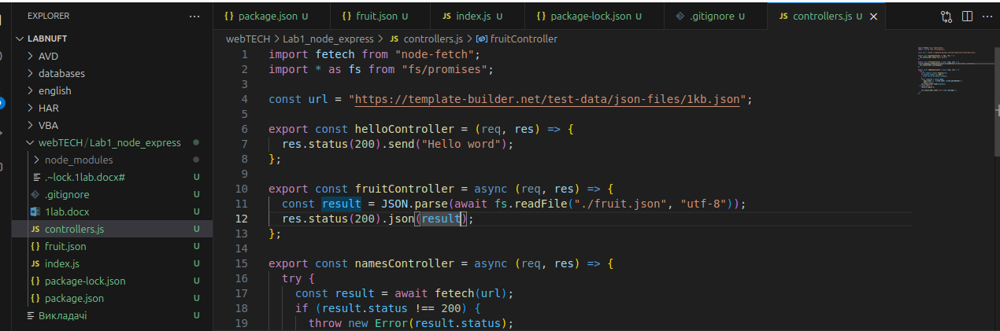 EXPLORER
LABNUFT
AVD
databases
english
HAR
VBA
webTECH/Lab1_node_express
node_modules
.~lock.1lab.docx# U
.gitignore U
1lab.docx U
JS controllers.js U
{} fruit.json U
JS index.js U
{} package-lock.json U
{} package.json U
Викладачі U
{} package.json U {} fruit.json U JS index.js U {} package-lock.json U .gitignore U JS controllers.js U
webTECH > Lab1_node_express > JS controllers.js > fruitController
1 import fetech from "node-fetch";
2 import * as fs from "fs/promises";
3
4 const url = "https://template-builder.net/test-data/json-files/1kb.json";
5
6 export const helloController = (req, res) => {
7 res.status(200).send("Hello word");
8 };
9
10 export const fruitController = async (req, res) => {
11 const result = JSON.parse(await fs.readFile("./fruit.json", "utf-8"));
12 res.status(200).json(result);
13 };
14
15 export const namesController = async (req, res) => {
16 try {
17 const result = await fetech(url);
18 if (result.status !== 200) {
19 throw new Error(result.status);